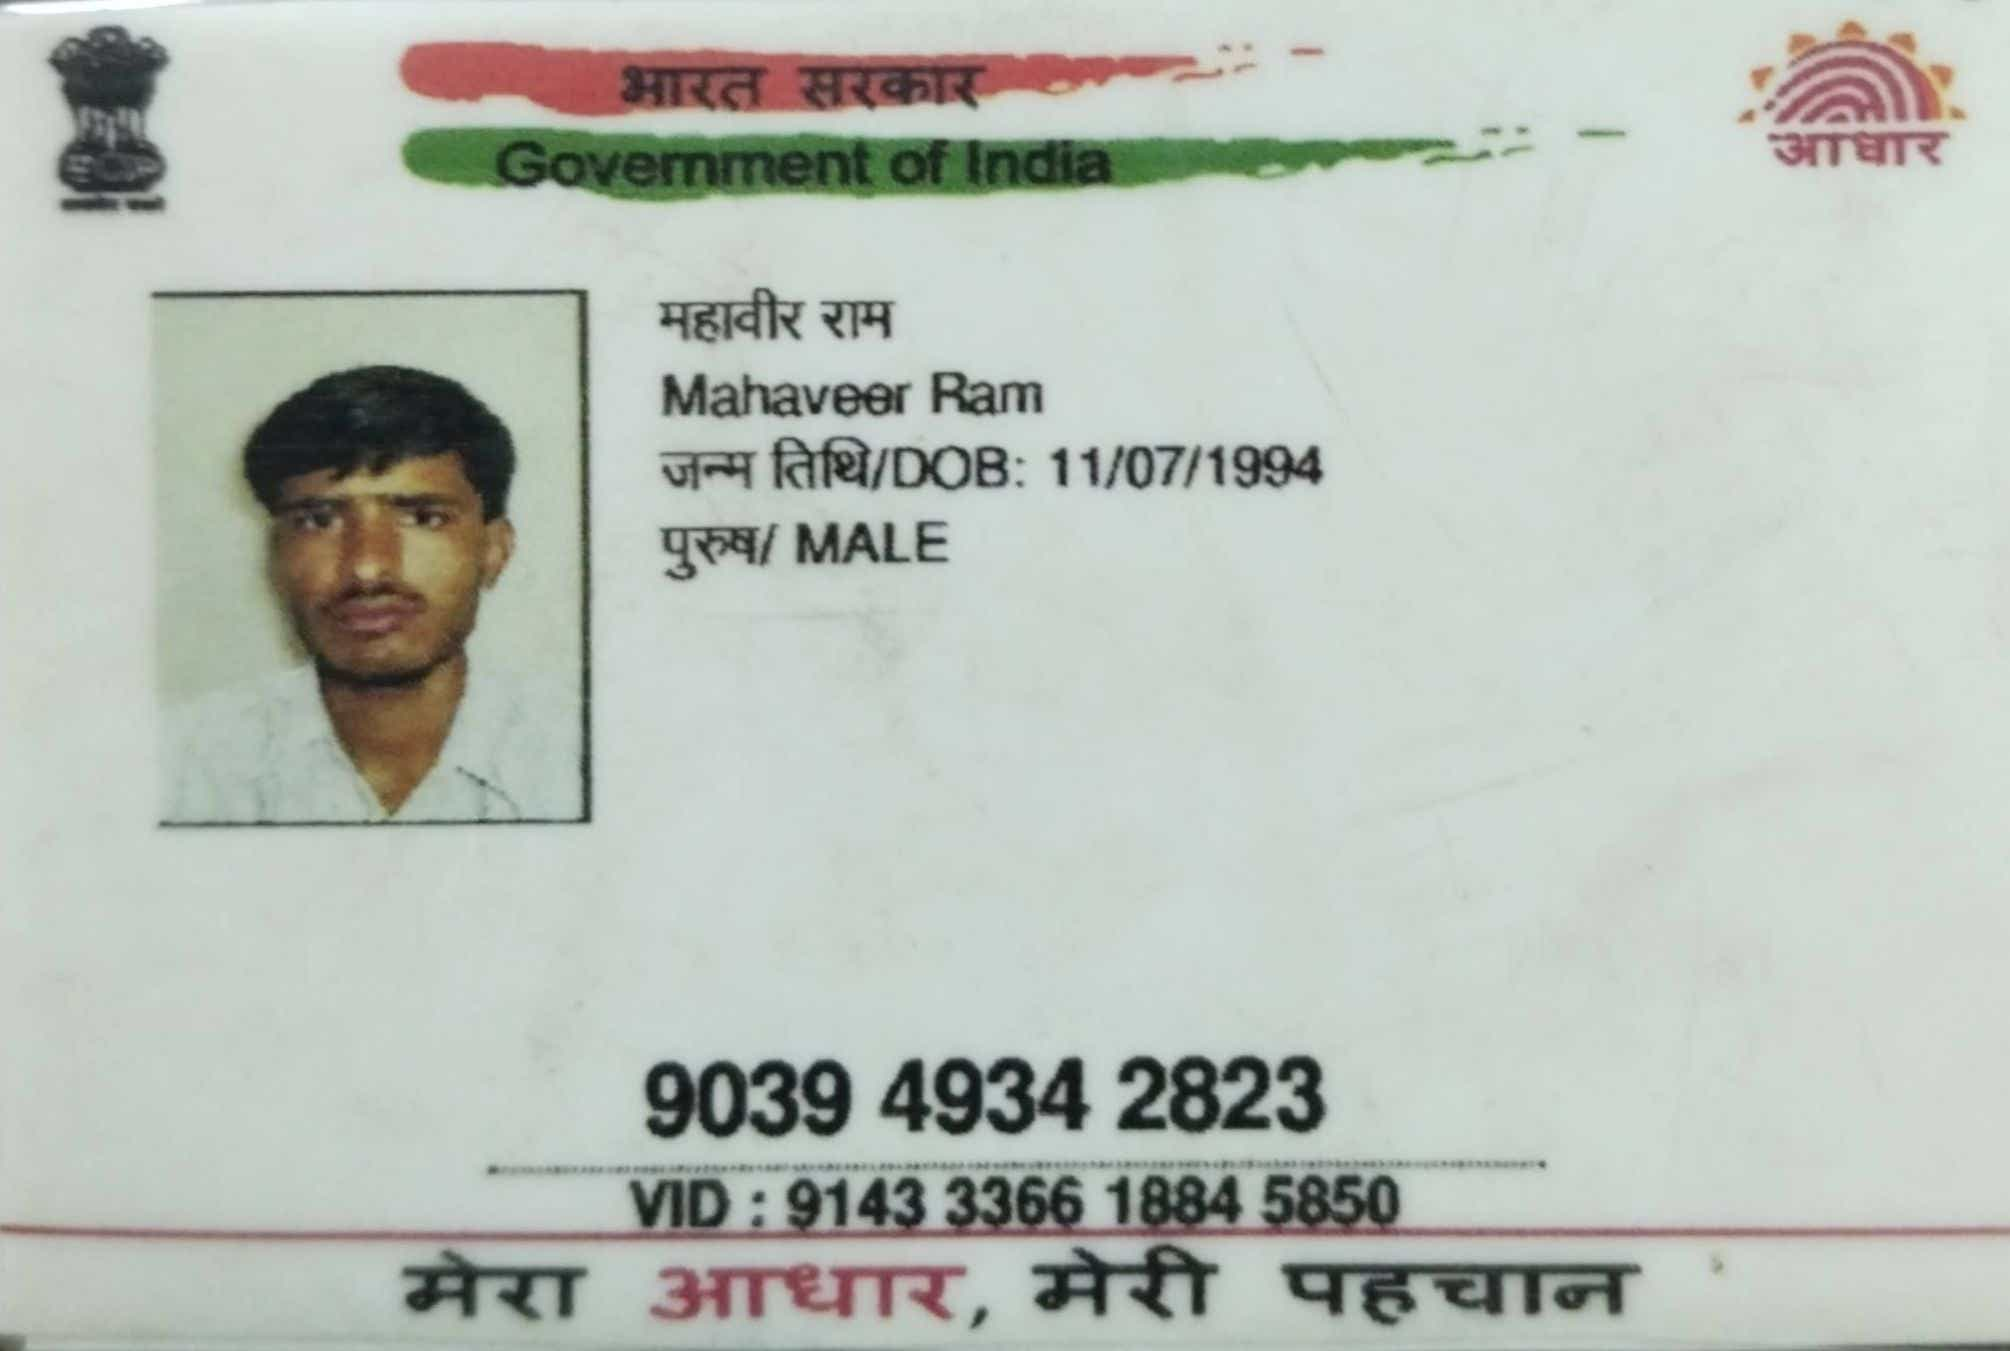 भारत सरकार
Government of India
आधार
महावीर राम
Mahaveer Ram
जन्म तिथि/DOB: 11/07/1994
पुरुष/ MALE
9039 4934 2823
VID : 9143 3366 1884 5850
मेरा आधार, मेरी पहचान